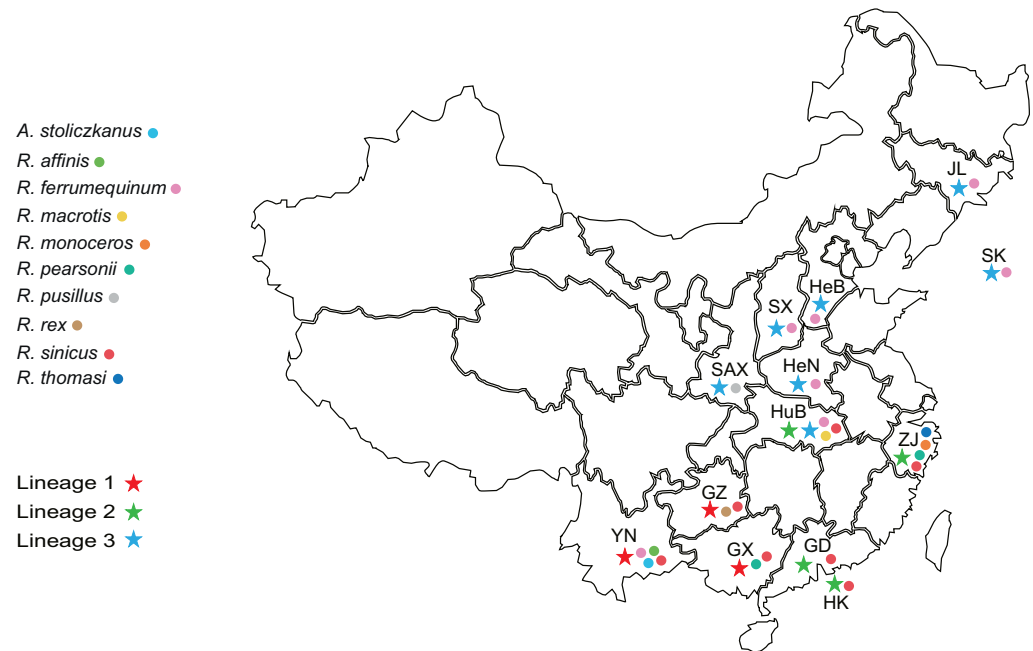 A. stoliczkanus
R. affinis
R. ferrumequinum
R. macrotis
R. monoceros
R. pearsonii
R. pusillus
R. rex
R. sinicus
R. thomasi
Lineage 1
Lineage 2
Lineage 3
JL
SK
HeB
SX
SAX
HeN
HuB
ZJ
GZ
YN
GX
GD
HK